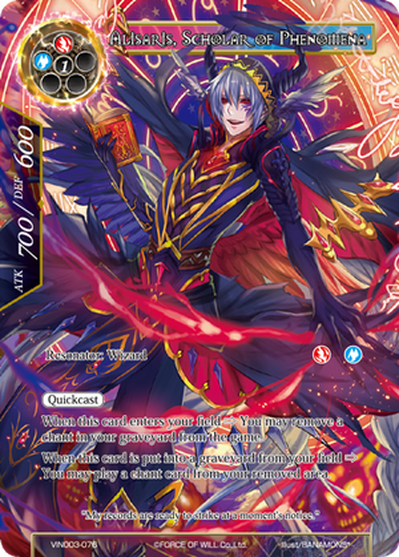 Alisaris, Scholar of Phenomena
1
ATK 700 / DEF 600
Resonator: Wizard
Quickcast
When this card enters your field ⇒ You may remove a
chant in your graveyard from the game.
When this card is put into a graveyard from your field ⇒
You may play a chant card from your removed area.
"My records are ready to strike at a moment's notice."
VIN003-076 ©FORCE OF WILL Co.,Ltd. Illust/BANAMONS*